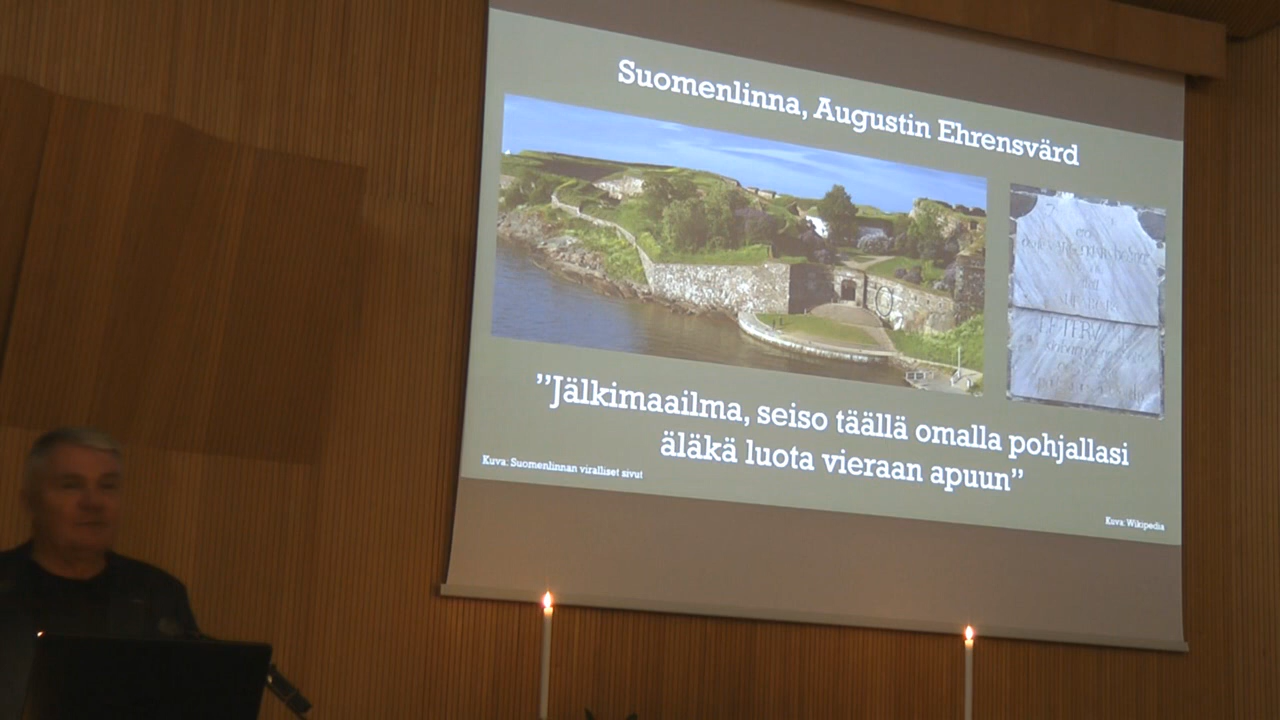 Suomenlinna, Augustin Ehrensvärd
”Jälkimaailma, seiso täällä omalla pohjallasi
äläkä luota vieraan apuun”
Kuva: Suomenlinnan viralliset sivut
Kuva: Wikipedia